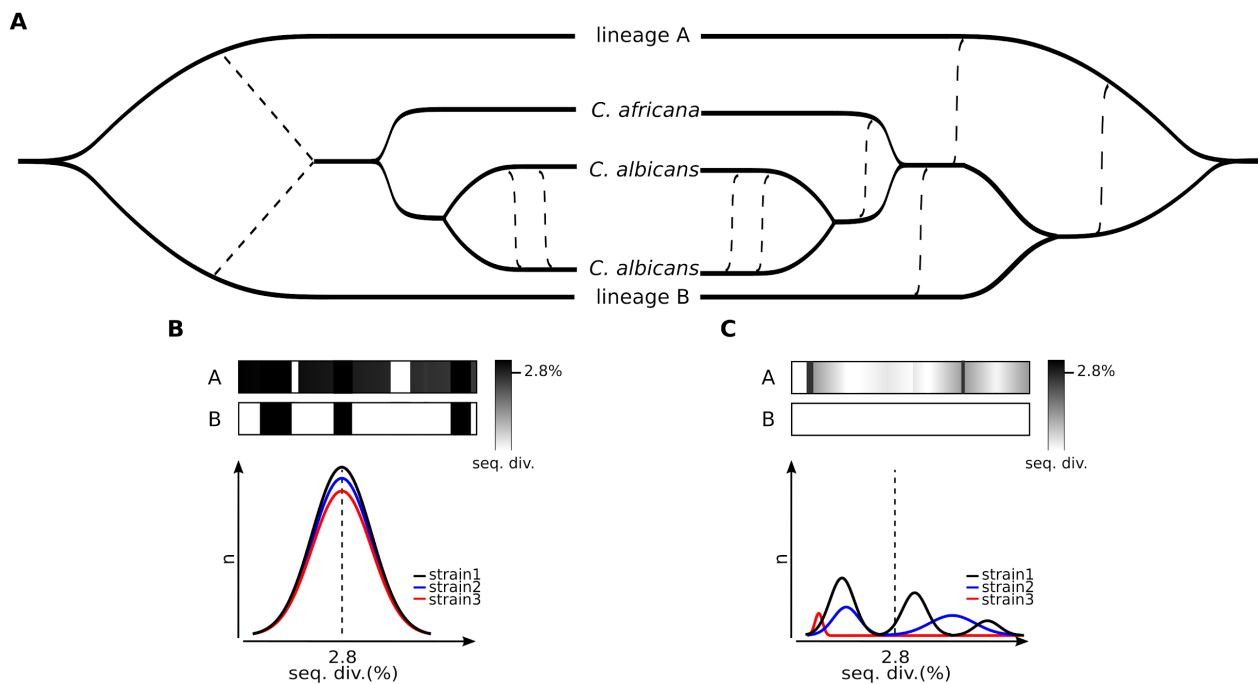 A
lineage A
C. africana
C. albicans
C. albicans
lineage B
B
A
2.8%
B
seq. div.
n
strain1
strain2
strain3
2.8
seq. div.(%)
C
A
2.8%
B
seq. div.
n
strain1
strain2
strain3
2.8
seq. div.(%)